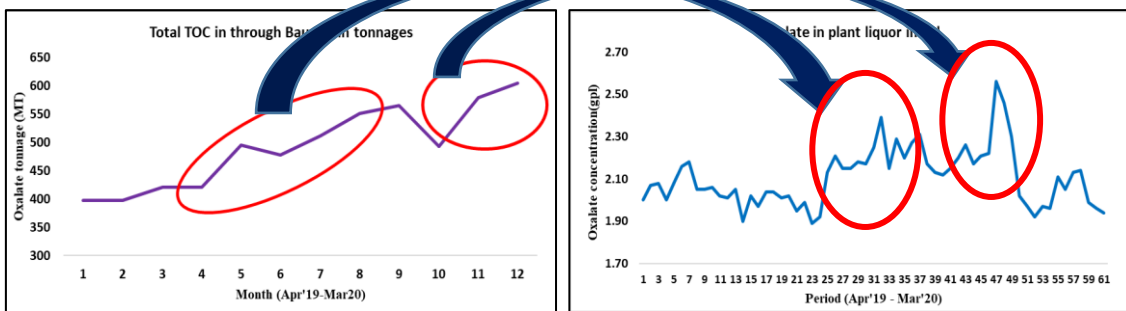 Total TOC in through
in tonnages
650
600
550
500
450
400
350
300
Oxalate tonnage (MT)
1 2 3 4 5 6 7 8 9 10 11 12
Month (Apr'19-Mar20)
in plant liquor
2.70
2.50
2.30
2.10
1.90
1.70
Oxalate concentration(gpl)
1 3 5 7 9 11 13 15 17 19 21 23 25 27 29 31 33 35 37 39 41 43 45 47 49 51 53 55 57 59 61
Period (Apr'19 - Mar'20)